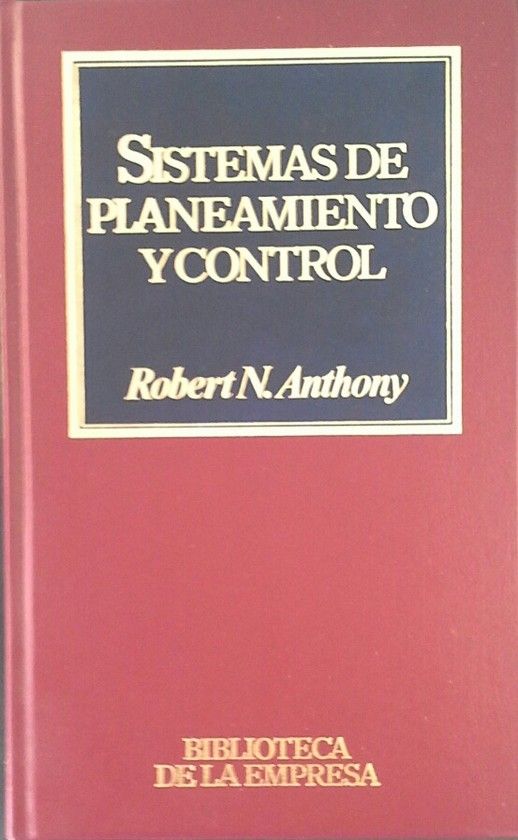 SISTEMAS DE
PLANEAMIENTO
Y CONTROL
Robert N. Anthony
BIBLIOTECA
DE LA EMPRESA